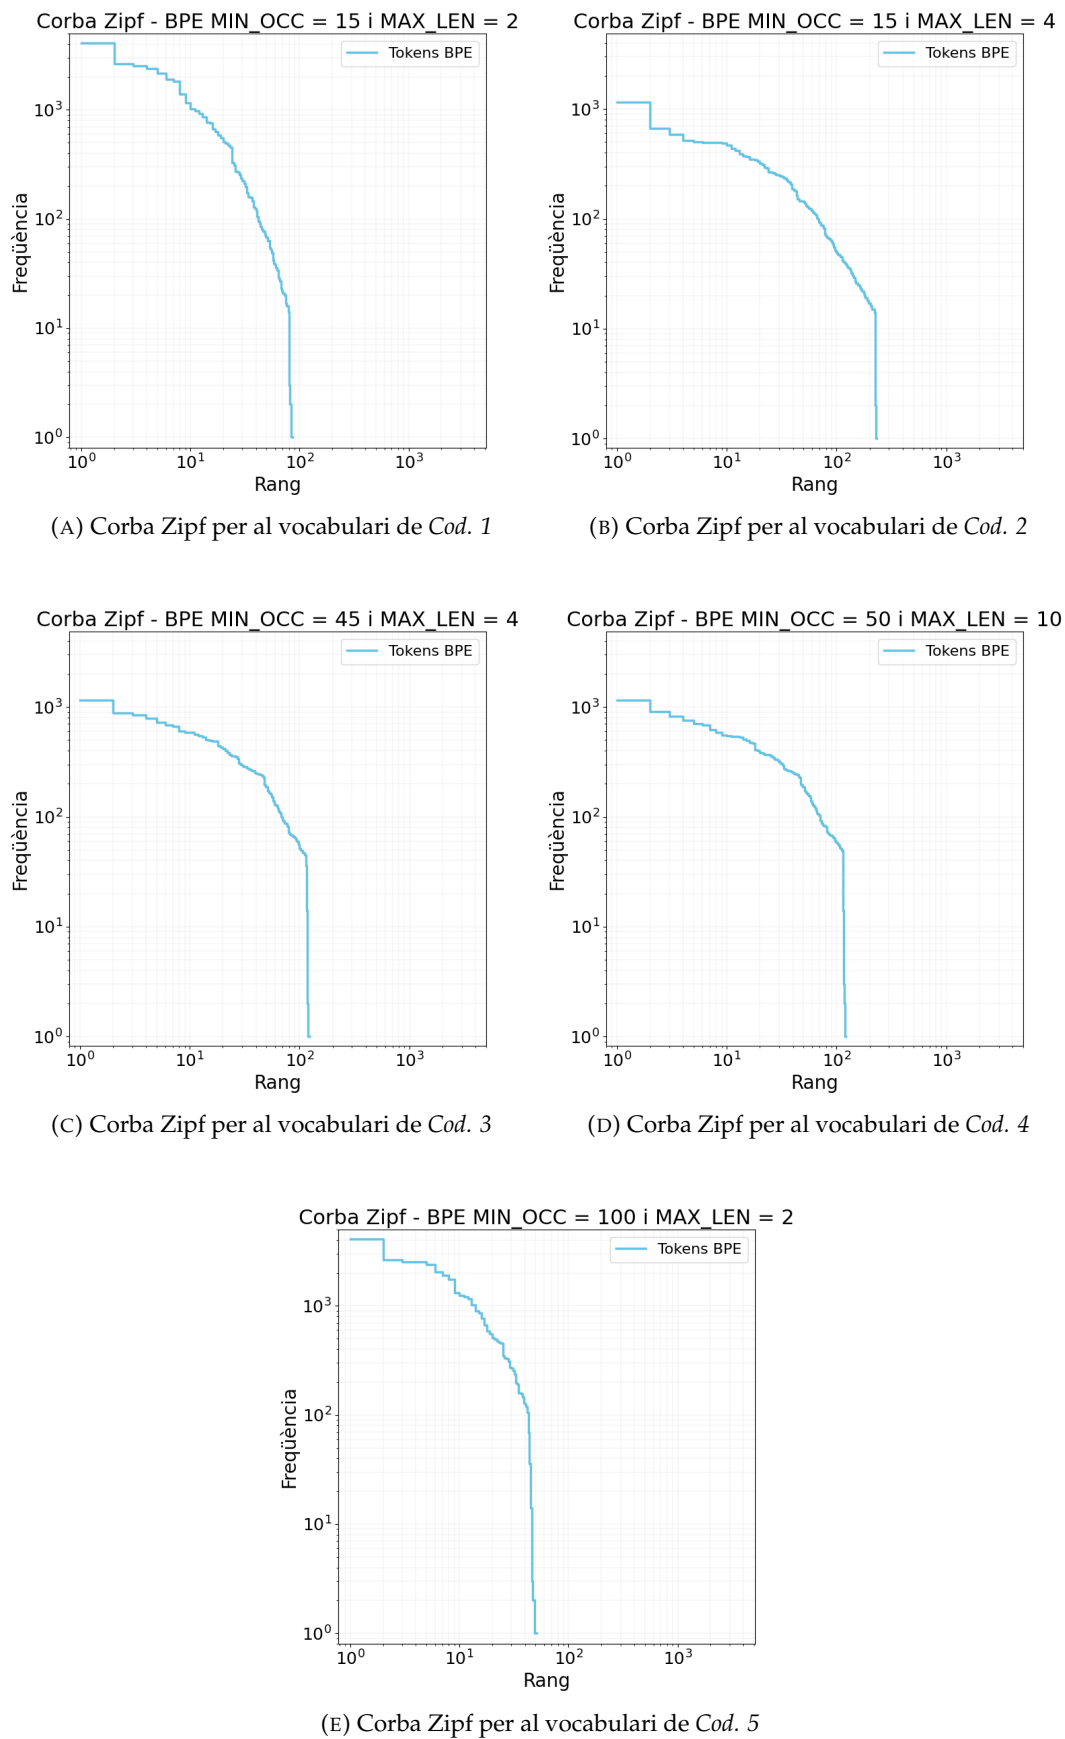 Corba Zipf - BPE MIN_OCC = 15 i MAX_LEN = 2
Tokens BPE
10³
10²
10¹
10⁰
Freqüència
10⁰ 10¹ 10² 10³
Rang
(A) Corba Zipf per al vocabulari de Cod. 1
Corba Zipf - BPE MIN_OCC = 15 i MAX_LEN = 4
Tokens BPE
10³
10²
10¹
10⁰
Freqüència
10⁰ 10¹ 10² 10³
Rang
(B) Corba Zipf per al vocabulari de Cod. 2
Corba Zipf - BPE MIN_OCC = 45 i MAX_LEN = 4
Tokens BPE
10³
10²
10¹
10⁰
Freqüència
10⁰ 10¹ 10² 10³
Rang
(C) Corba Zipf per al vocabulari de Cod. 3
Corba Zipf - BPE MIN_OCC = 50 i MAX_LEN = 10
Tokens BPE
10³
10²
10¹
10⁰
Freqüència
10⁰ 10¹ 10² 10³
Rang
(D) Corba Zipf per al vocabulari de Cod. 4
Corba Zipf - BPE MIN_OCC = 100 i MAX_LEN = 2
Tokens BPE
10³
10²
10¹
10⁰
Freqüència
10⁰ 10¹ 10² 10³
Rang
(E) Corba Zipf per al vocabulari de Cod. 5